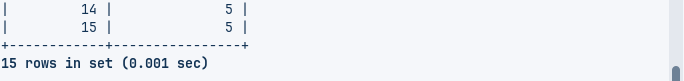 |         14 |              5 |
|         15 |              5 |
+------------+----------------+
15 rows in set (0.001 sec)